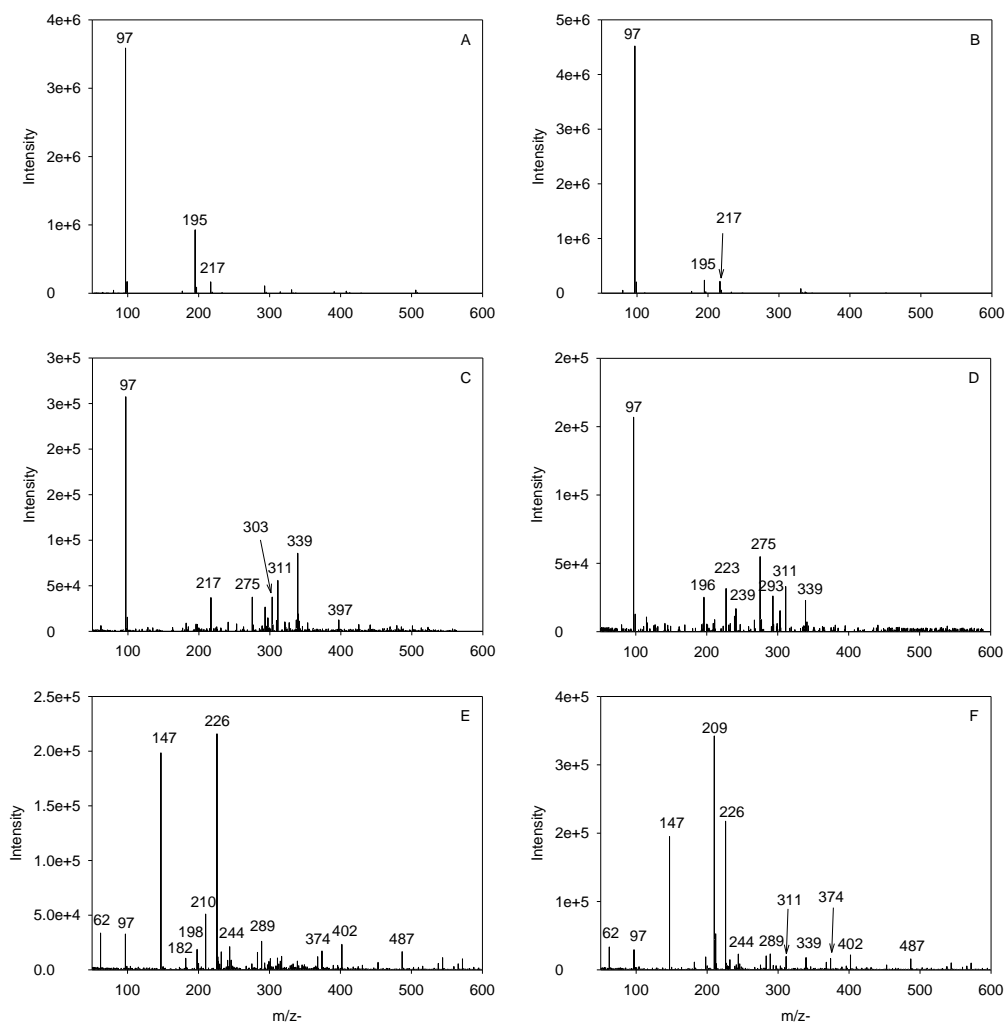 A
4e+6
3e+6
2e+6
1e+6
0
Intensity
97
195
217
100 200 300 400 500 600
B
5e+6
4e+6
3e+6
2e+6
1e+6
0
Intensity
97
217
195
100 200 300 400 500 600
C
3e+5
3e+5
2e+5
2e+5
1e+5
5e+4
0
Intensity
97
303
339
311
217 275
397
100 200 300 400 500 600
D
2e+5
2e+5
1e+5
5e+4
0
Intensity
97
275
223
293 311
196
239
339
100 200 300 400 500 600
E
2.5e+5
2.0e+5
1.5e+5
1.0e+5
5.0e+4
0.0
Intensity
226
147
210
62 97
198
182
244 289
374 402
487
100 200 300 400 500 600
m/z-
F
4e+5
3e+5
2e+5
1e+5
0
Intensity
209
147 226
311 374
62 97
244 289 339 402
487
100 200 300 400 500 600
m/z-